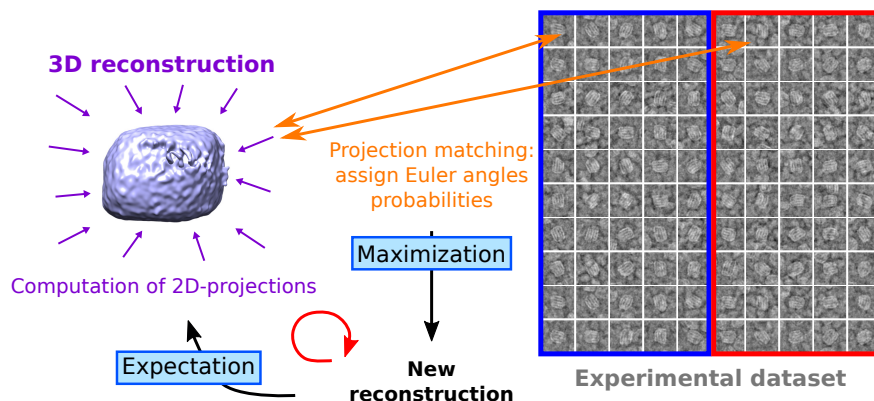 3D reconstruction
Projection matching:
assign Euler angles
probabilities
Maximization
Computation of 2D-projections
Expectation
New
reconstruction
Experimental dataset